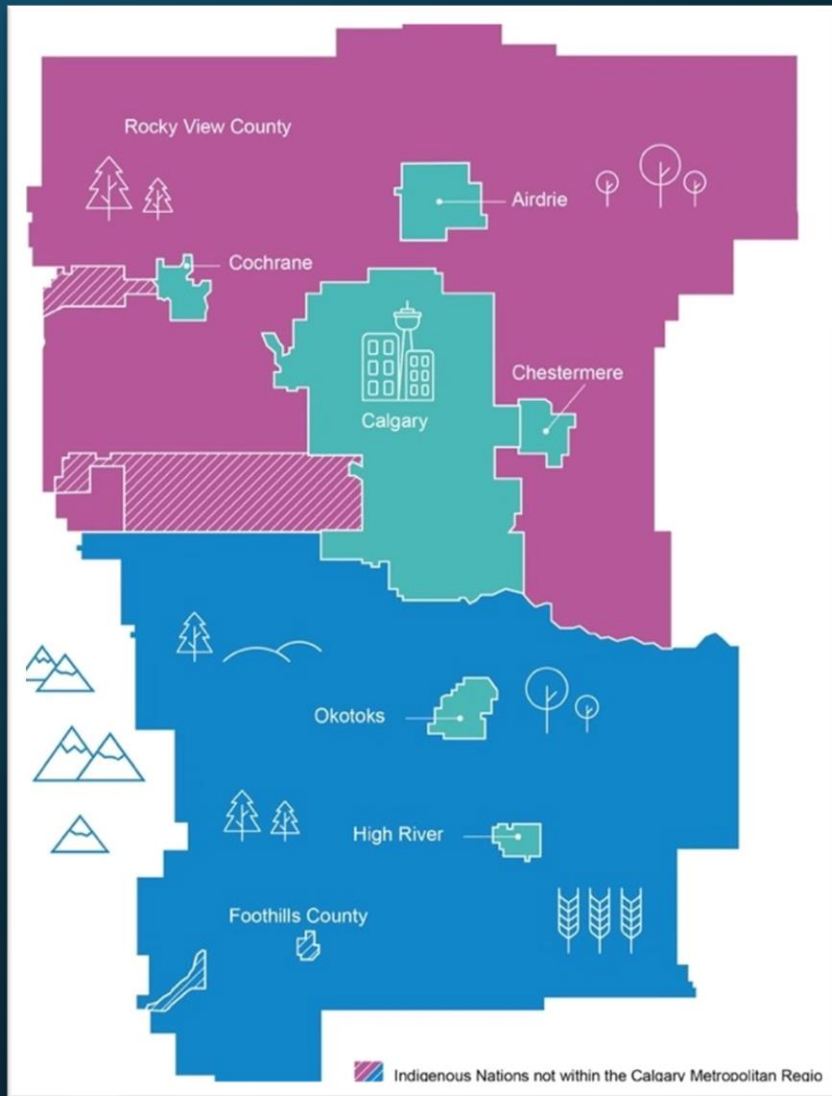 Rocky View County
Airdrie
Cochrane
Chestermere
Calgary
Okotoks
High River
Foothills County
Indigenous Nations not within the Calgary Metropolitan Regio